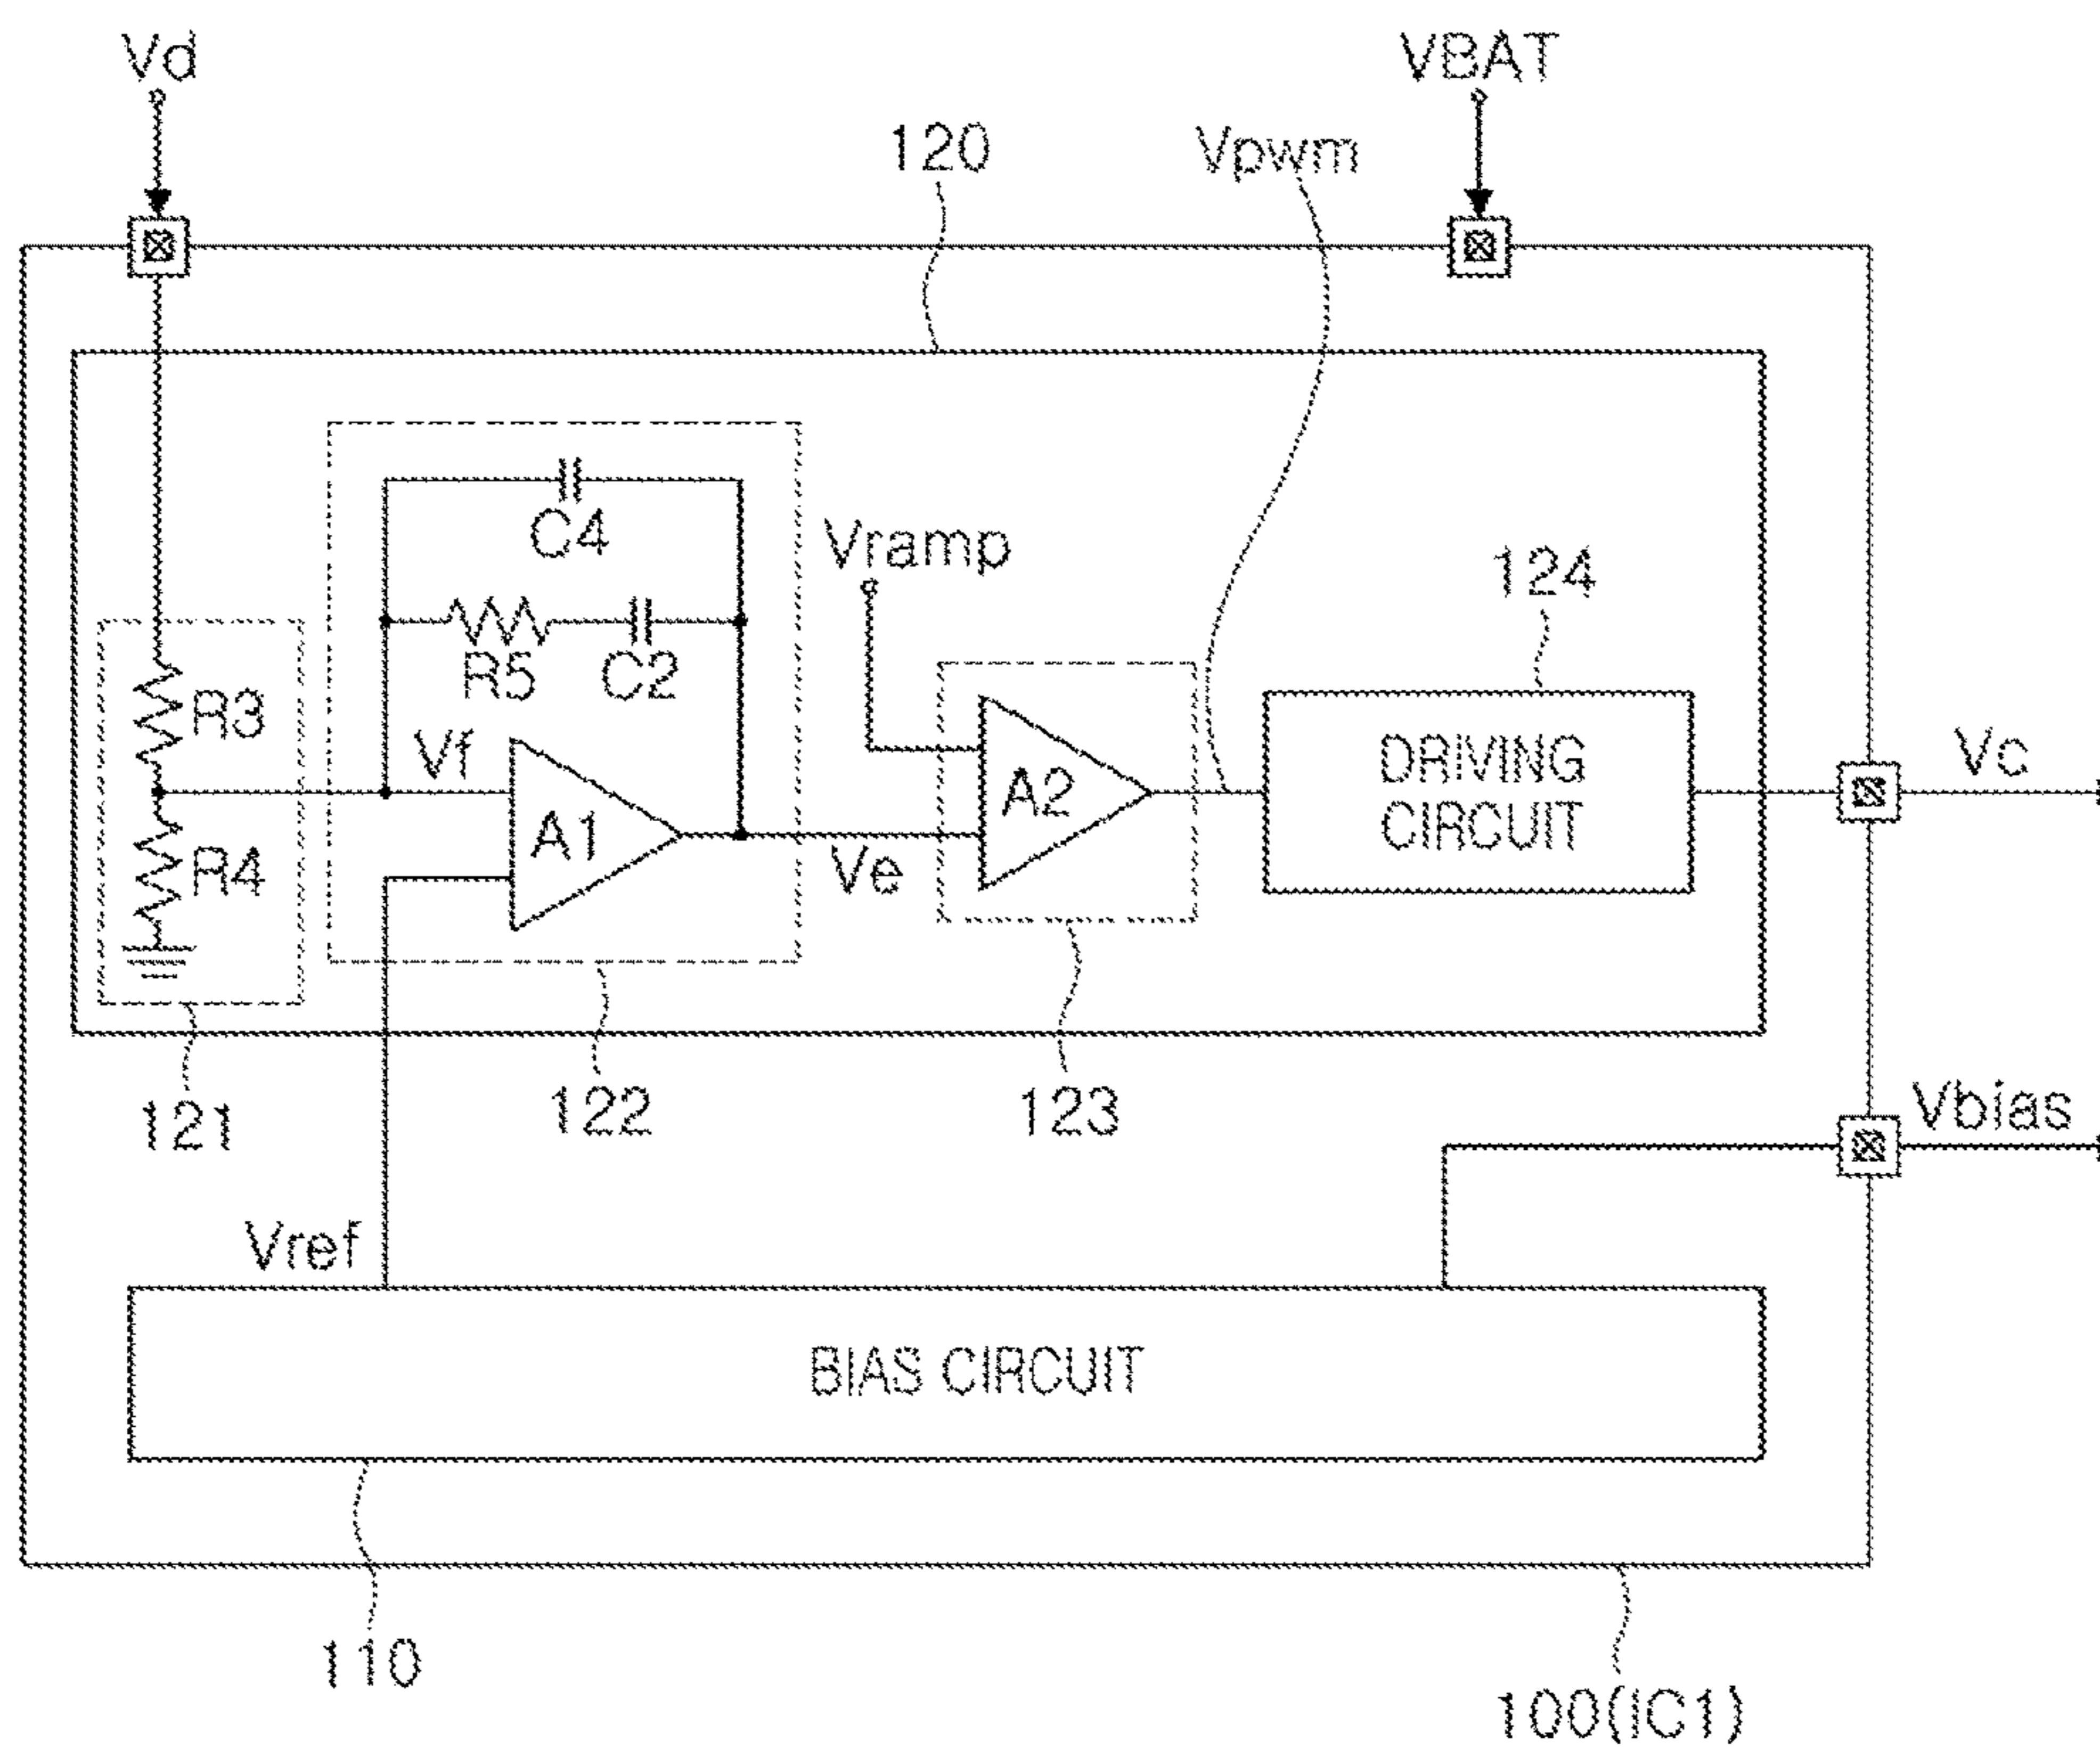 Vd
VBAT
120
Vpwm
C4
Vramp
124
R5
C2
R3
Vf
A1
A2
DRIVING
CIRCUIT
Vc
R4
Ve
121
122
123
Vbias
Vref
BIAS CIRCUIT
110
100(IC1)